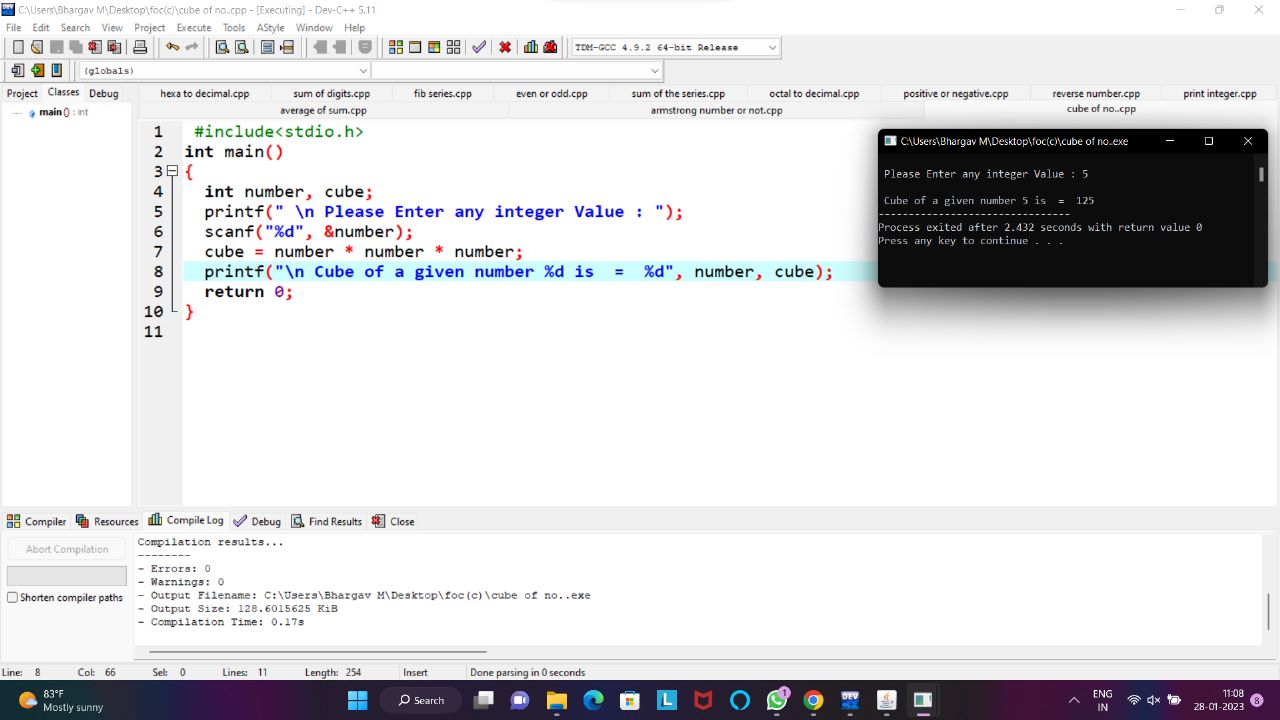 C:\Users\Bhargav M\Desktop\foc(c)\cube of no..cpp - [Executing] - Dev-C++ 5.11
File Edit Search View Project Execute Tools AStyle Window Help
TDM-GCC 4.9.2 64-bit Release
(globals)
Project Classes Debug
hexa to decimal.cpp sum of digits.cpp fib series.cpp even or odd.cpp sum of the series.cpp octal to decimal.cpp positive or negative.cpp reverse number.cpp print integer.cpp
average of sum.cpp armstrong number or not.cpp cube of no..cpp
main () : int
1 #include<stdio.h>
2 int main()
3 {
4 int number, cube;
5 printf(" \n Please Enter any integer Value : ");
6 scanf("%d", &number);
7 cube = number * number * number;
8 printf("\n Cube of a given number %d is  =  %d", number, cube);
9 return 0;
10 }
11
C:\Users\Bhargav M\Desktop\foc(c)\cube of no..exe
Please Enter any integer Value : 5
Cube of a given number 5 is  =  125
--------------------------------
Process exited after 2.432 seconds with return value 0
Press any key to continue . . .
Compiler Resources Compile Log Debug Find Results Close
Abort Compilation
Shorten compiler paths
Compilation results...
--------
- Errors: 0
- Warnings: 0
- Output Filename: C:\Users\Bhargav M\Desktop\foc(c)\cube of no..exe
- Output Size: 128.6015625 KiB
- Compilation Time: 0.17s
Line: 8 Col: 66 Sel: 0 Lines: 11 Length: 254 Insert Done parsing in 0 seconds
83°F
Mostly sunny
Search
L
1
DEV
ENG
IN
11:08
28-01-2023
8